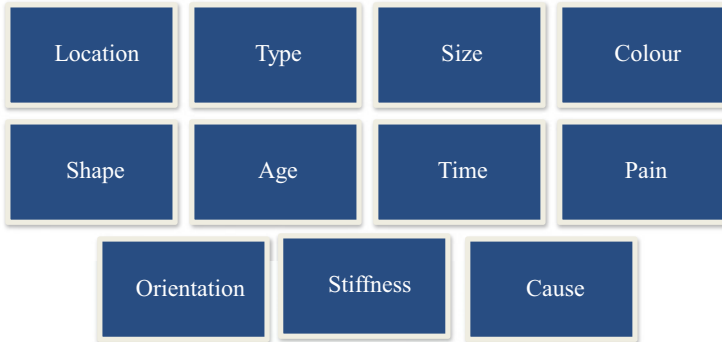 Location
Type
Size
Colour
Shape
Age
Time
Pain
Orientation
Stiffness
Cause